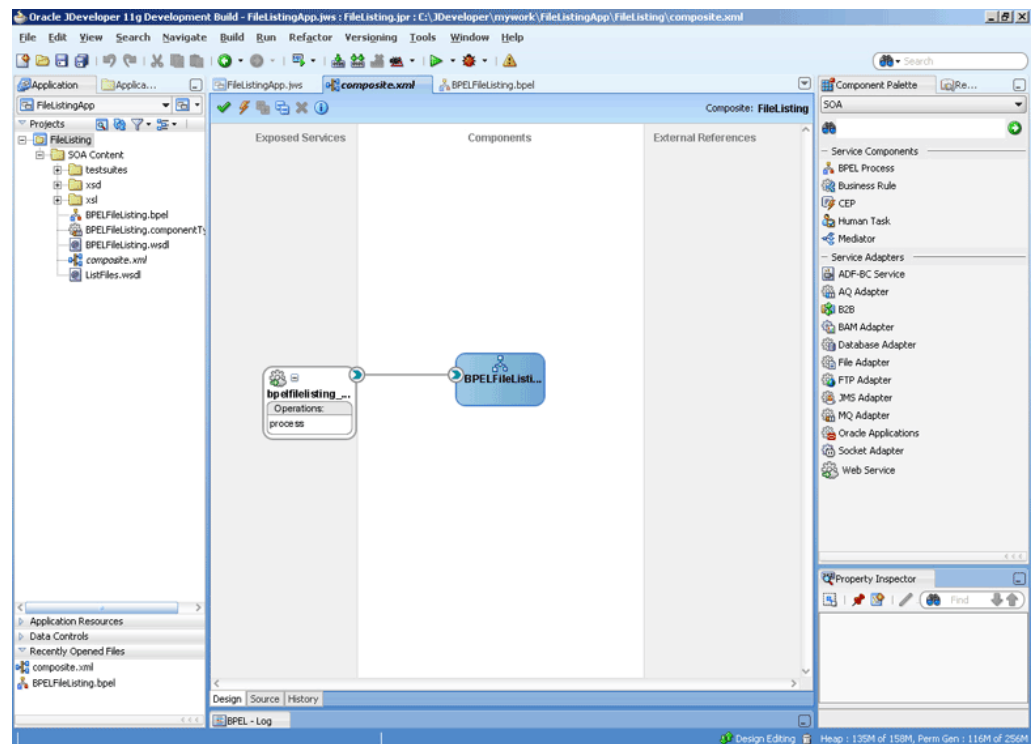 Oracle JDeveloper 11g Development Build - FileListingApp.jws : FileListing.jpr : C:\JDeveloper\mywork\FileListingApp\FileListing\composite.xml
File Edit View Search Navigate Build Run Refactor Versioning Tools Window Help
Search
Application
Applica...
FileListingApp
Projects
FileListing
SOA Content
testsuites
xsd
xsl
BPELFileListing.bpel
BPELFileListing.componentTy
BPELFileListing.wsdl
composite.xml
ListFiles.wsdl
Application Resources
Data Controls
Recently Opened Files
composite.xml
BPELFileListing.bpel
FileListingApp.jws
composite.xml
BPELFileListing.bpel
Composite: FileListing
Exposed Services
Components
External References
bpelfilelisting_...
Operations:
process
BPELFileListi...
Design Source History
BPEL - Log
Component Palette
Re...
SOA
Service Components
BPEL Process
Business Rule
CEP
Human Task
Mediator
Service Adapters
ADF-BC Service
AQ Adapter
B2B
BAM Adapter
Database Adapter
File Adapter
FTP Adapter
JMS Adapter
MQ Adapter
Oracle Applications
Socket Adapter
Web Service
Property Inspector
Find
Design Editing
Heap : 135M of 158M, Perm Gen : 116M of 256M